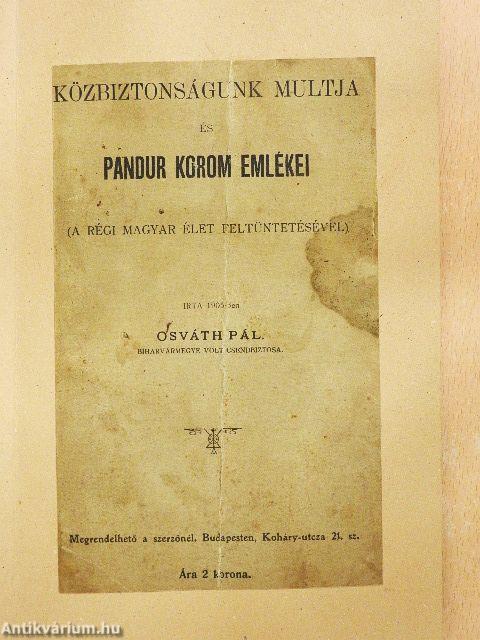 KÖZBIZTONSÁGUNK MULTJA
ÉS
PANDUR KOROM EMLÉKEI
(A RÉGI MAGYAR ÉLET FELTÜNTETÉSÉVEL)
IRTA 1905-ben
OSVÁTH PÁL.
BIHARVÁRMEGYE VOLT CSENDBIZTOSA.
Megrendelhető a szerzőnél, Budapesten, Koháry-utcza 21. sz.
Ára 2 korona.
Antikvárium.hu